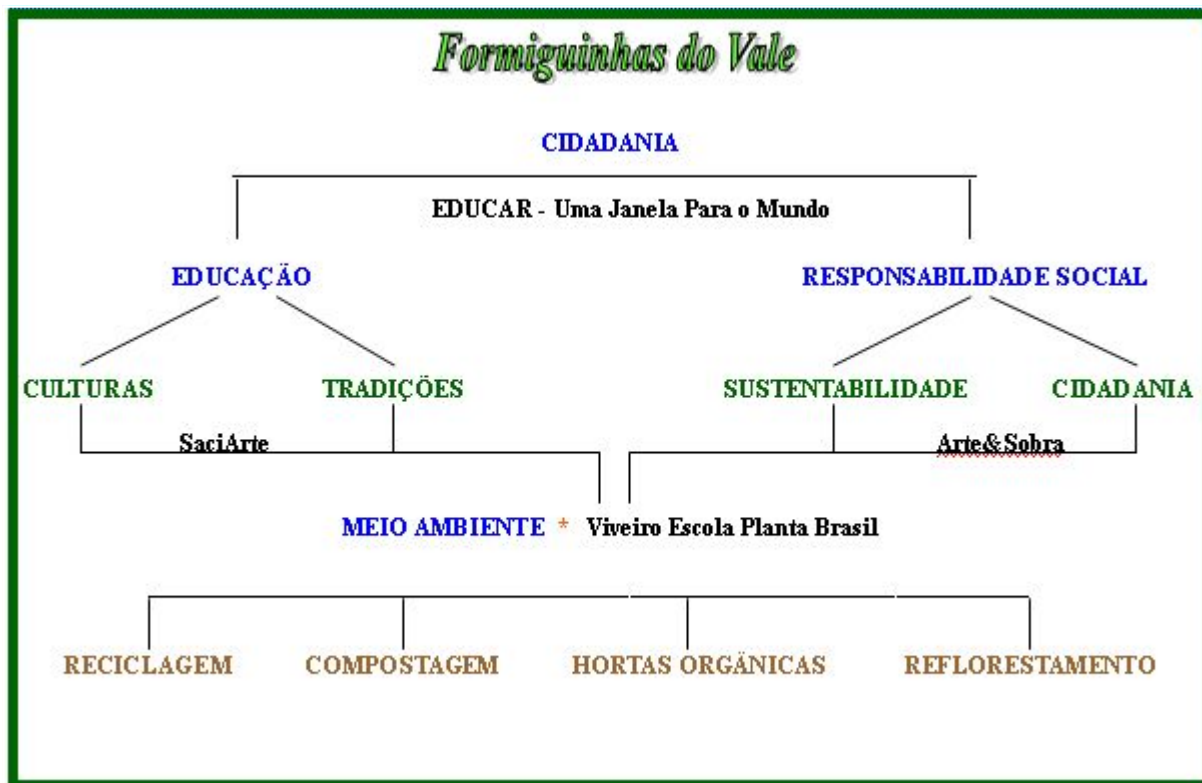 Formiguinhas do Vale
CIDADANIA
EDUCAR - Uma Janela Para o Mundo
EDUCAÇÃO
RESPONSABILIDADE SOCIAL
CULTURAS
TRADIÇÕES
SUSTENTABILIDADE
CIDADANIA
SaciArte
Arte&Sobra
MEIO AMBIENTE * Viveiro Escola Planta Brasil
RECICLAGEM
COMPOSTAGEM
HORTAS ORGÂNICAS
REFLORESTAMENTO